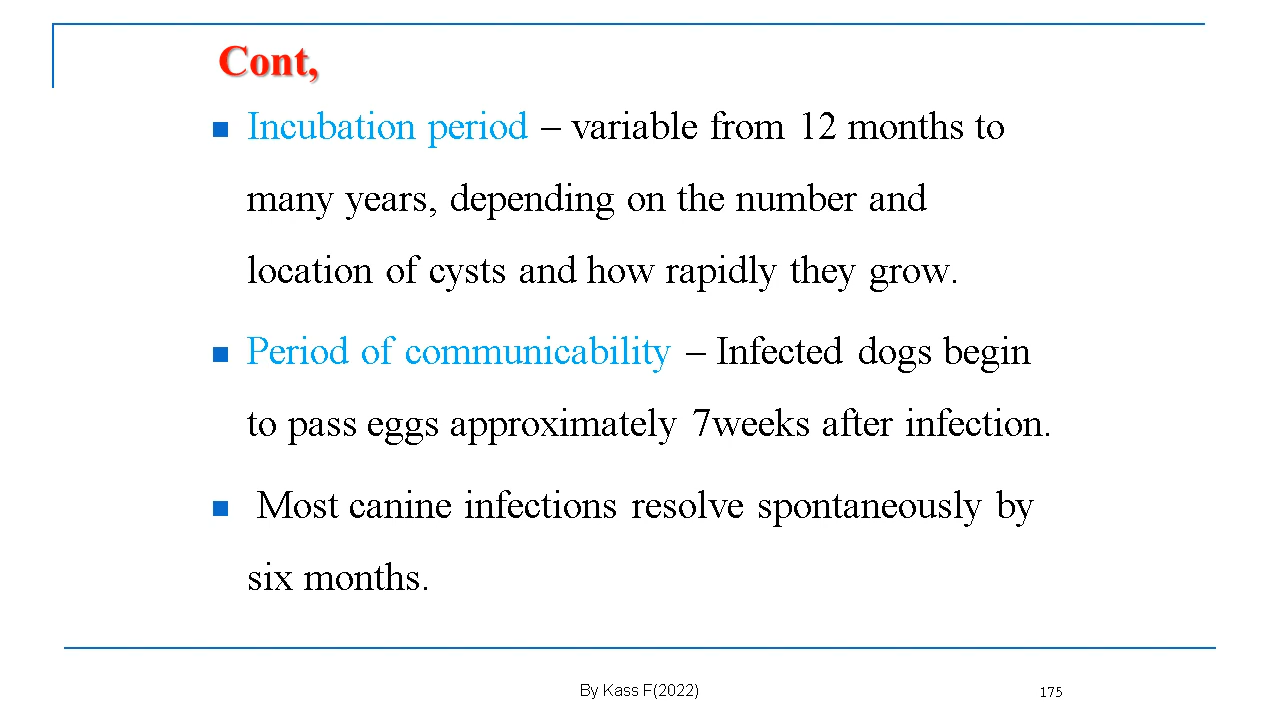 Cont,
Incubation period – variable from 12 months to
many years, depending on the number and
location of cysts and how rapidly they grow.
Period of communicability – Infected dogs begin
to pass eggs approximately 7weeks after infection.
Most canine infections resolve spontaneously by
six months.
By Kass F(2022)
175